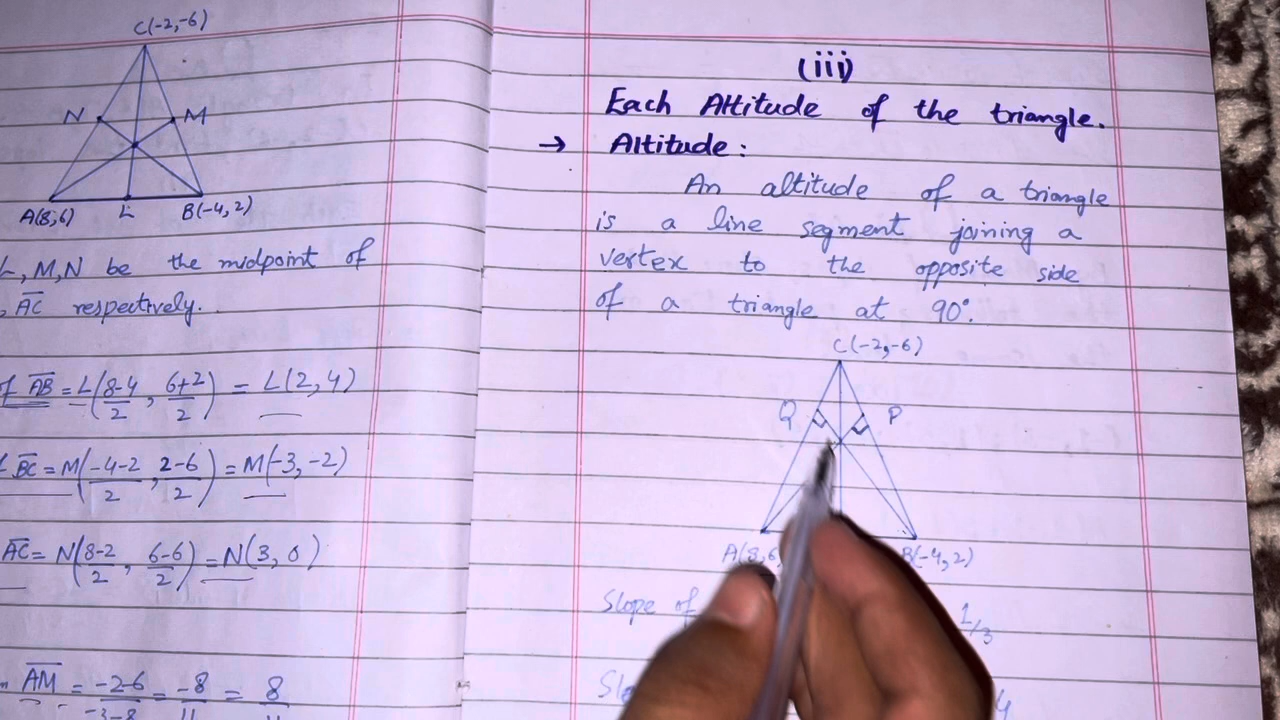 C(-2,-6)
N
M
A(8,6)
L
B(-4,2)
L, M, N be the midpoint of
, AC respectively.
of AB = L(8-4/2, 6+2/2) = L(2,4)
BC = M(-4-2/2, 2-6/2) = M(-3,-2)
AC = N(8-2/2, 6-6/2) = N(3,0)
AM = -2-6/-3-8 = -8/11 = 8
(iii)
Each Altitude of the triangle.
→ Altitude:
An altitude of a triangle
is a line segment joining a
vertex to the opposite side
of a triangle at 90°.
C(-2,-6)
Q
P
A(8,6
B(-4,2)
Slope of
1/3
4